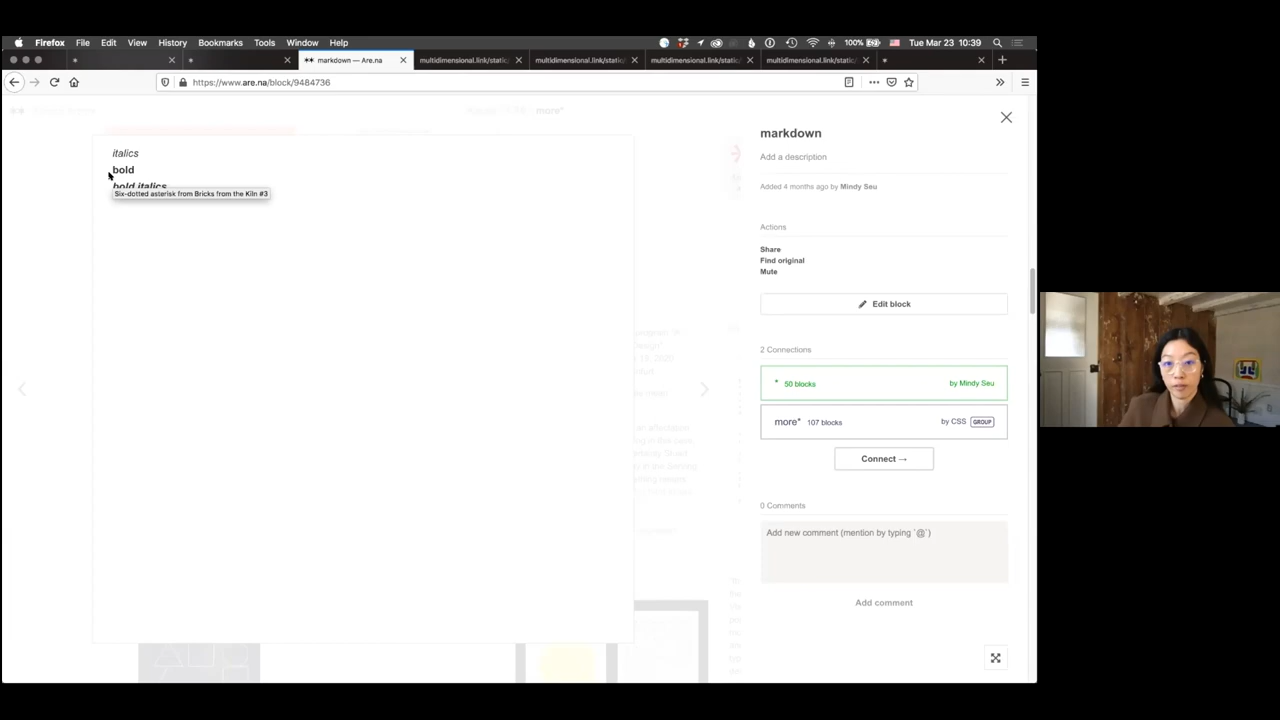 Firefox File Edit View History Bookmarks Tools Window Help 100% Tue Mar 23 10:39
* * ** markdown — Are.na multidimensional.link/static/ multidimensional.link/static/ multidimensional.link/static/ multidimensional.link/static/ *
https://www.are.na/block/9484736
more*
italics
bold
bold italics
Six-dotted asterisk from Bricks from the Kiln #3
markdown
Add a description
Added 4 months ago by Mindy Seu
Actions
Share
Find original
Mute
Edit block
2 Connections
* 50 blocks by Mindy Seu
more* 107 blocks by CSS GROUP
Connect →
0 Comments
Add new comment (mention by typing `@`)
Add comment